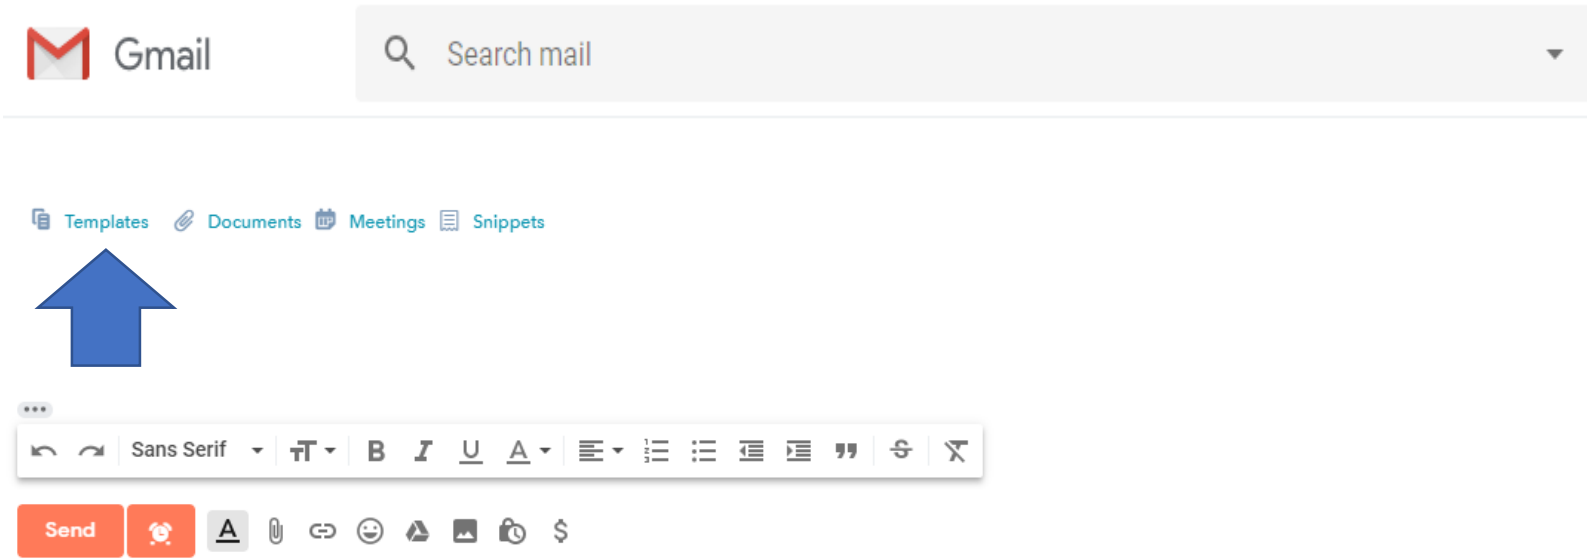 Gmail Search mail
Templates Documents Meetings Snippets
Sans Serif
Send